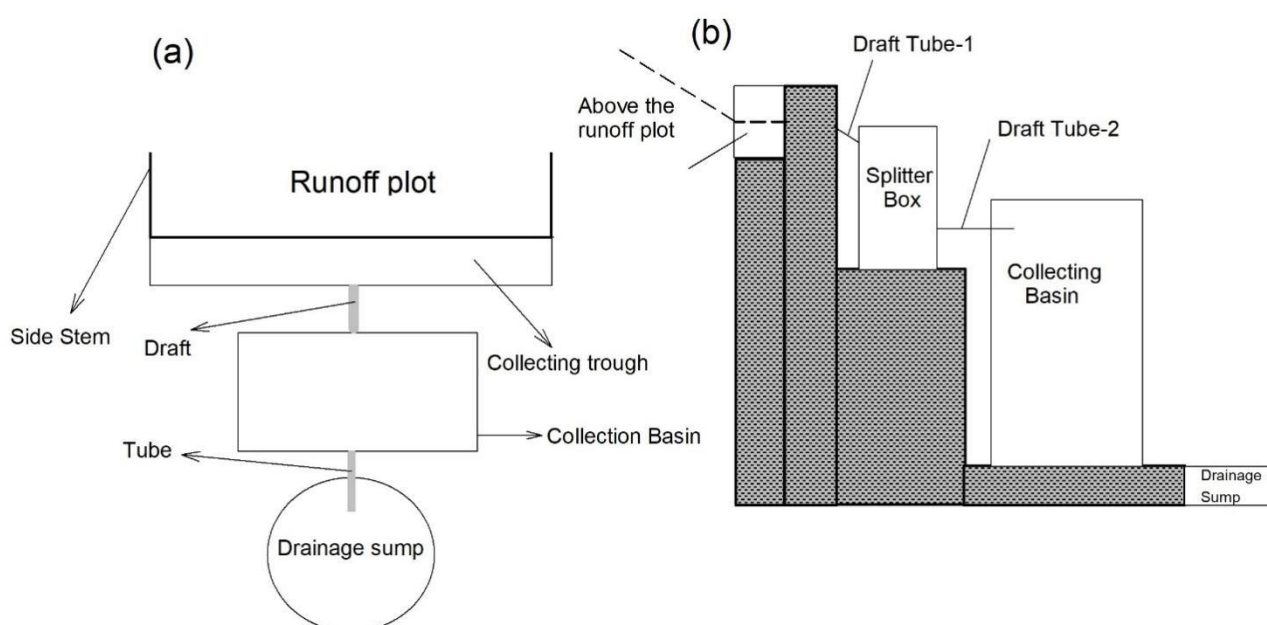 (a)
Runoff plot
Side Stem
Draft
Collecting trough
Tube
Collection Basin
Drainage sump
(b)
Draft Tube-1
Above the
runoff plot
Draft Tube-2
Splitter
Box
Collecting
Basin
Drainage
Sump